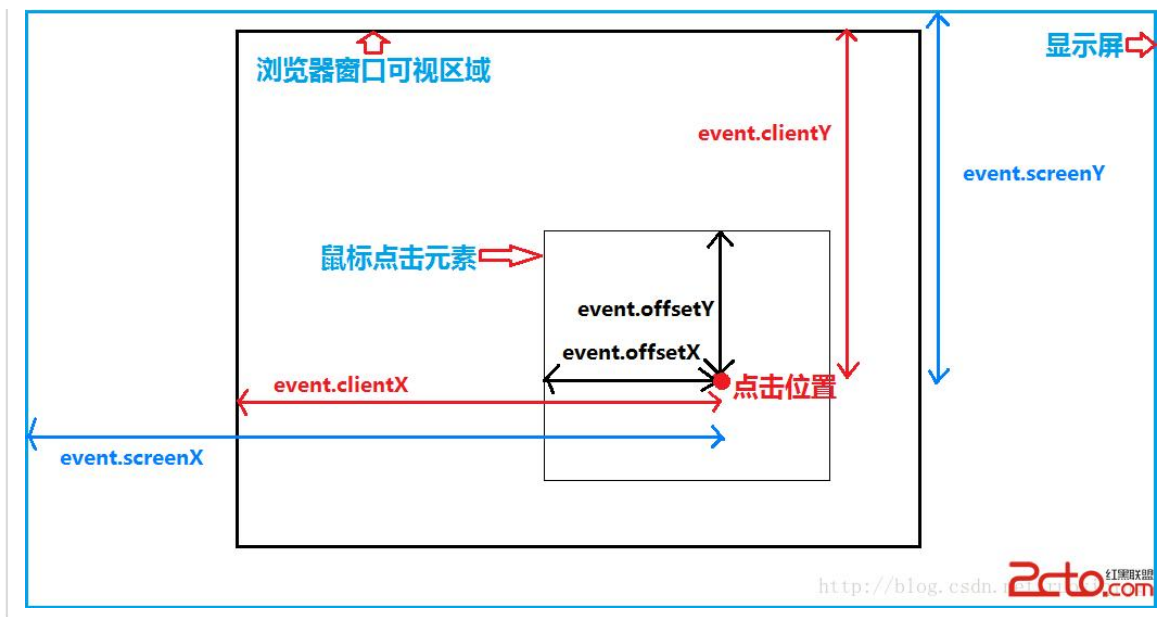 显示屏
浏览器窗口可视区域
event.clientY
event.screenY
鼠标点击元素
event.offsetY
event.offsetX
event.clientX
点击位置
event.screenX
http://blog.csdn.
2cto.com
红黑联盟